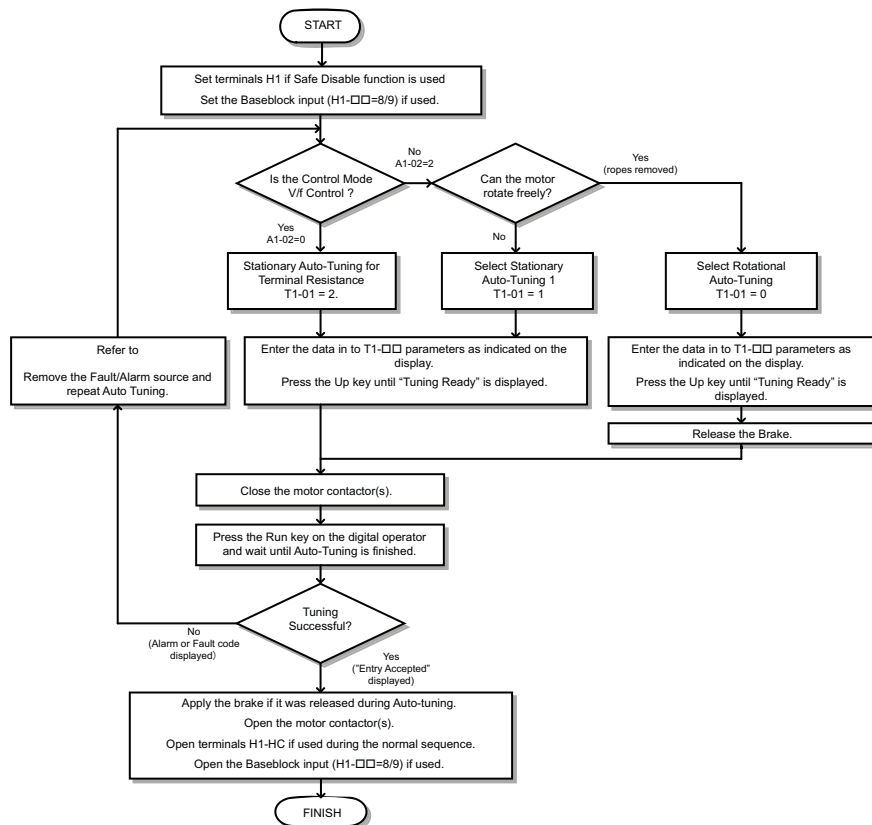 START
Set terminals H1 if Safe Disable function is used
Set the Baseblock input (H1-□□=8/9) if used.
Is the Control Mode
V/f Control ?
No
A1-02=2
Can the motor
rotate freely?
Yes
(ropes removed)
Yes
A1-02=0
No
Stationary Auto-Tuning for
Terminal Resistance
T1-01 = 2.
Select Stationary
Auto-Tuning 1
T1-01 = 1
Select Rotational
Auto-Tuning
T1-01 = 0
Refer to
Remove the Fault/Alarm source and
repeat Auto Tuning.
Enter the data in to T1-□□ parameters as indicated on the
display.
Press the Up key until “Tuning Ready” is displayed.
Enter the data in to T1-□□ parameters as
indicated on the display.
Press the Up key until “Tuning Ready” is
displayed.
Release the Brake.
Close the motor contactor(s).
Press the Run key on the digital operator
and wait until Auto-Tuning is finished.
Tuning
Successful?
No
(Alarm or Fault code
displayed)
Yes
("Entry Accepted"
displayed)
Apply the brake if it was released during Auto-tuning.
Open the motor contactor(s).
Open terminals H1-HC if used during the normal sequence.
Open the Baseblock input (H1-□□=8/9) if used.
FINISH